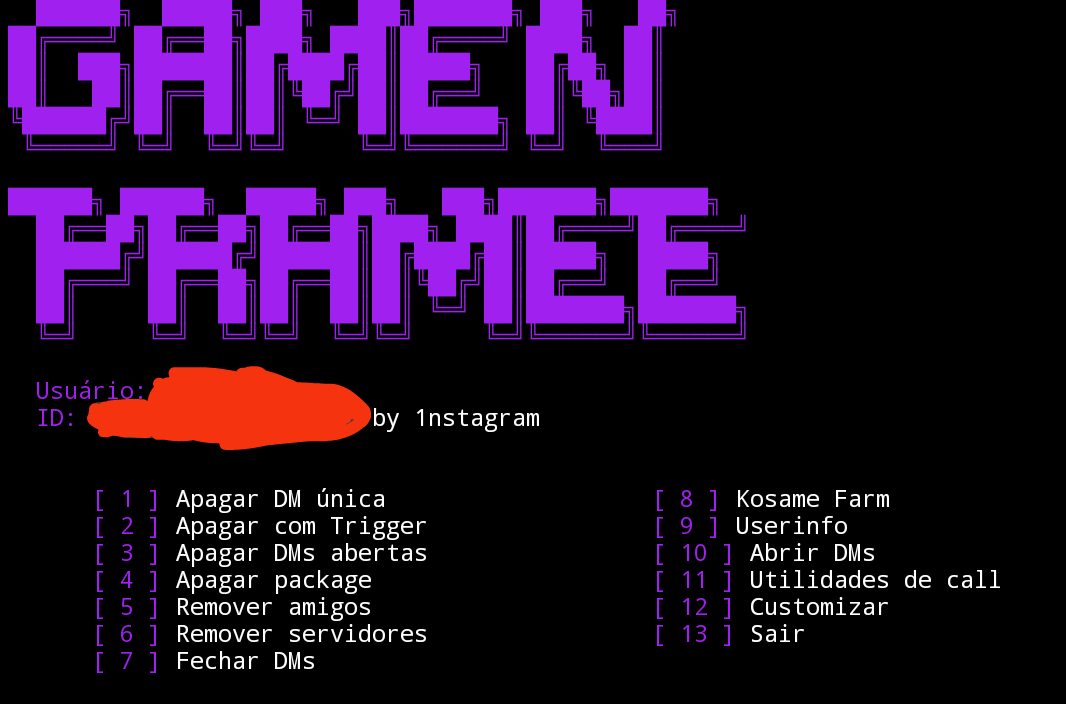 GAMEN
PRAMEE
Usuário:
ID: by 1nstagram
[ 1 ] Apagar DM única
[ 2 ] Apagar com Trigger
[ 3 ] Apagar DMs abertas
[ 4 ] Apagar package
[ 5 ] Remover amigos
[ 6 ] Remover servidores
[ 7 ] Fechar DMs
[ 8 ] Kosame Farm
[ 9 ] Userinfo
[ 10 ] Abrir DMs
[ 11 ] Utilidades de call
[ 12 ] Customizar
[ 13 ] Sair